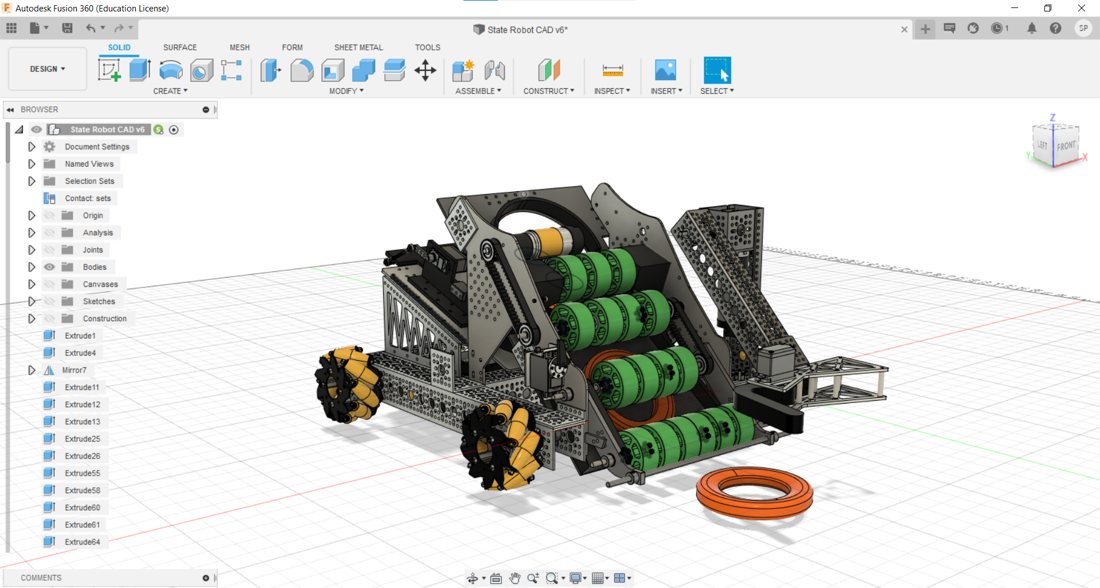 Autodesk Fusion 360 (Education License)
State Robot CAD v6*
1
SP
DESIGN
SOLID SURFACE MESH FORM SHEET METAL TOOLS
CREATE MODIFY ASSEMBLE CONSTRUCT INSPECT INSERT SELECT
BROWSER
State Robot CAD v6
Document Settings
Named Views
Selection Sets
Contact: sets
Origin
Analysis
Joints
Bodies
Canvases
Sketches
Construction
Extrude1
Extrude4
Mirror7
Extrude11
Extrude12
Extrude13
Extrude25
Extrude26
Extrude55
Extrude58
Extrude60
Extrude61
Extrude64
COMMENTS
Z
LEFT FRONT
Y X